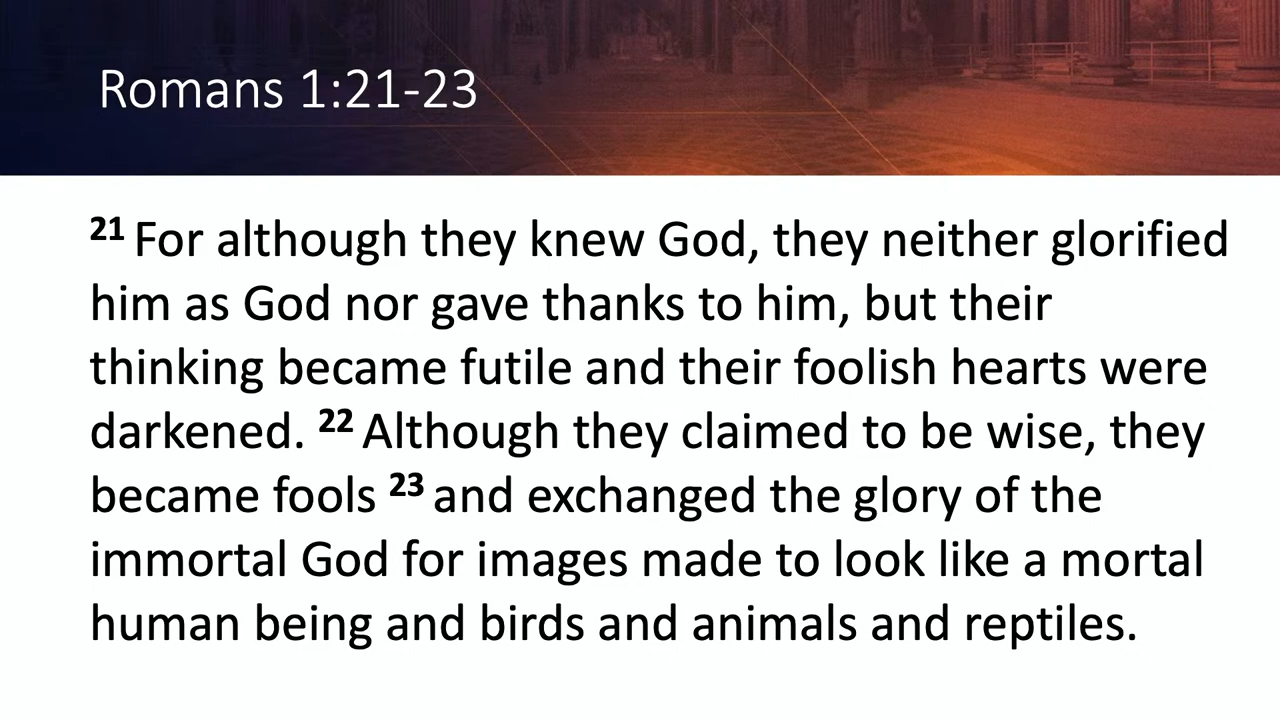 Romans 1:21-23
21 For although they knew God, they neither glorified
him as God nor gave thanks to him, but their
thinking became futile and their foolish hearts were
darkened. 22 Although they claimed to be wise, they
became fools 23 and exchanged the glory of the
immortal God for images made to look like a mortal
human being and birds and animals and reptiles.